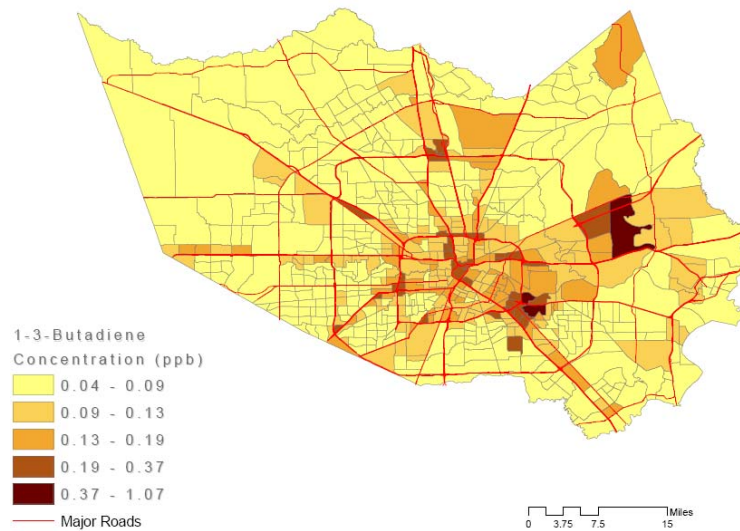 1-3-Butadiene
Concentration (ppb)
0.04 - 0.09
0.09 - 0.13
0.13 - 0.19
0.19 - 0.37
0.37 - 1.07
Major Roads
Miles
0 3.75 7.5 15